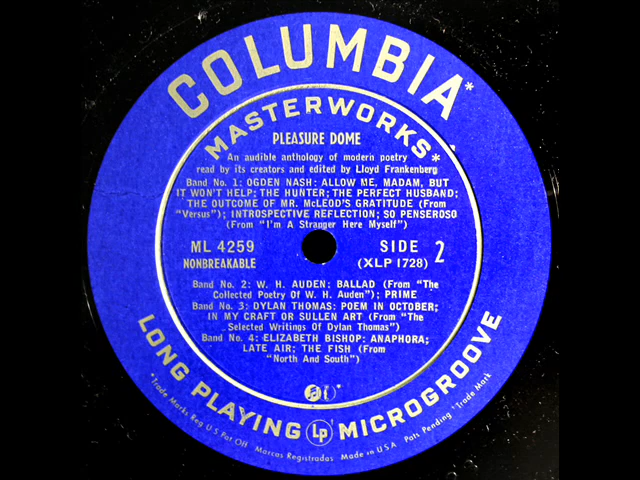 COLUMBIA*
MASTERWORKS*
PLEASURE DOME
An audible anthology of modern poetry
read by its creators and edited by Lloyd Frankenberg
Band No. 1: OGDEN NASH: ALLOW ME, MADAM, BUT
IT WON'T HELP; THE HUNTER; THE PERFECT HUSBAND;
THE OUTCOME OF MR. McLEOD'S GRATITUDE (From
"Versus"); INTROSPECTIVE REFLECTION; SO PENSEROSO
(From "I'm A Stranger Here Myself")
ML 4259
NONBREAKABLE
SIDE 2
(XLP 1728)
Band No. 2: W. H. AUDEN: BALLAD (From "The
Collected Poetry Of W. H. Auden"); PRIME
Band No. 3: DYLAN THOMAS: POEM IN OCTOBER;
IN MY CRAFT OR SULLEN ART (From "The
Selected Writings Of Dylan Thomas")
Band No. 4: ELIZABETH BISHOP: ANAPHORA;
LATE AIR; THE FISH (From
"North And South")
LONG PLAYING Lp MICROGROOVE
*Trade Marks Reg U S Pat Off Marcas Registradas Made in U S A Pats Pending *Trade Mark